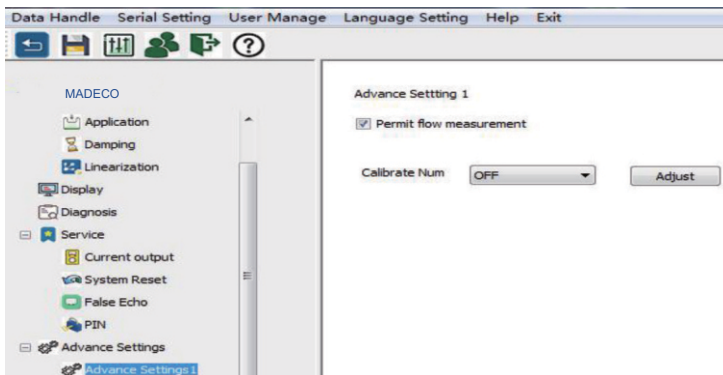 Data Handle Serial Setting User Manage Language Setting Help Exit
MADECO
Application
Damping
Linearization
Display
Diagnosis
Service
Current output
System Reset
False Echo
PIN
Advance Settings
Advance Settings1
Advance Settting 1
Permit flow measurement
Calibrate Num OFF Adjust